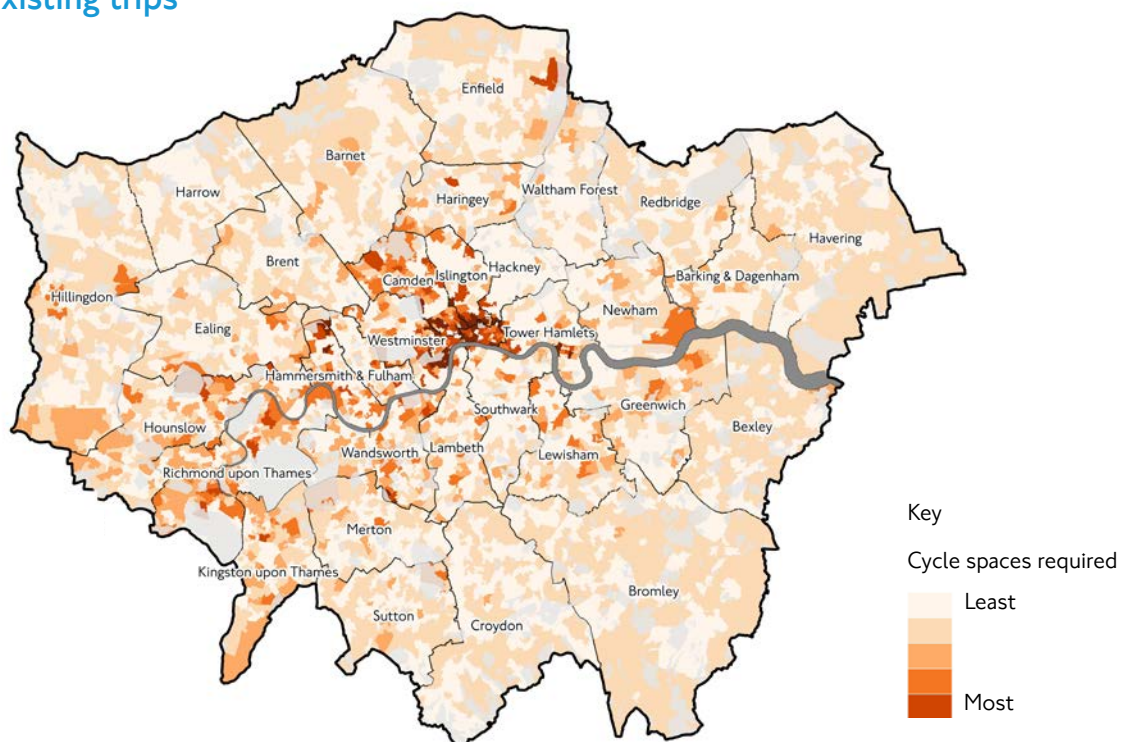 xisting trips
Enfield
Barnet
Harrow
Haringey
Waltham Forest
Redbridge
Havering
Brent
Camden
Islington
Hackney
Barking & Dagenham
Hillingdon
Newham
Ealing
Westminster
Tower Hamlets
Hammersmith & Fulham
Southwark
Greenwich
Hounslow
Bexley
Wandsworth
Lambeth
Lewisham
Richmond upon Thames
Merton
Kingston upon Thames
Sutton
Croydon
Bromley
Key
Cycle spaces required
Least
Most